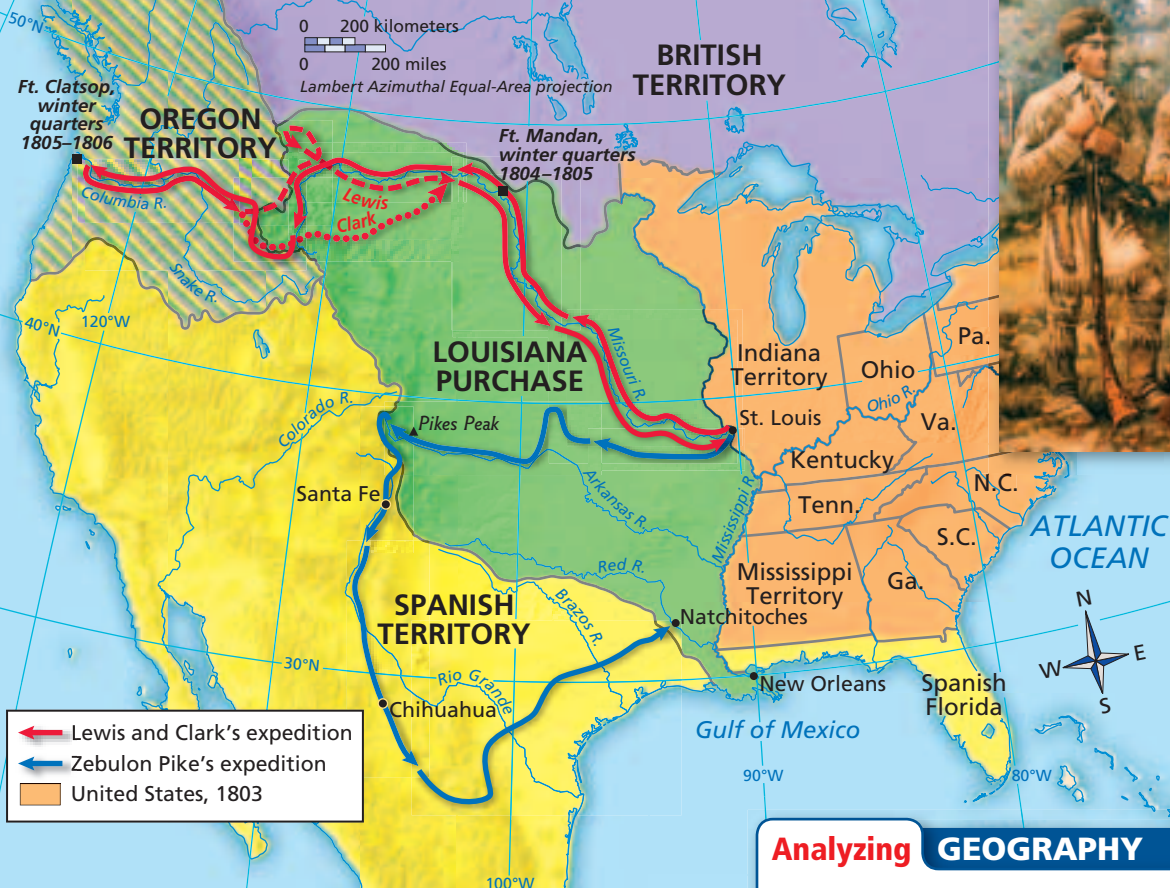 50°N
0 200 kilometers
0 200 miles
Lambert Azimuthal Equal-Area projection
BRITISH
TERRITORY
Ft. Clatsop,
winter
quarters
1805–1806
OREGON
TERRITORY
Ft. Mandan,
winter quarters
1804–1805
Columbia R.
Lewis
Clark
Snake R.
40°N
120°W
Missouri R.
LOUISIANA
PURCHASE
Indiana
Territory
Ohio
Pa.
Ohio R.
Va.
Colorado R.
Pikes Peak
St. Louis
Kentucky
Santa Fe
Arkansas R.
Mississippi R.
Tenn.
N.C.
S.C.
ATLANTIC
OCEAN
Red R.
Mississippi
Territory
Ga.
SPANISH
TERRITORY
Brazos R.
Natchitoches
N
W E
S
30°N
Rio Grande
Chihuahua
New Orleans
Spanish
Florida
Gulf of Mexico
Lewis and Clark's expedition
Zebulon Pike's expedition
United States, 1803
90°W
80°W
100°W
Analyzing GEOGRAPHY